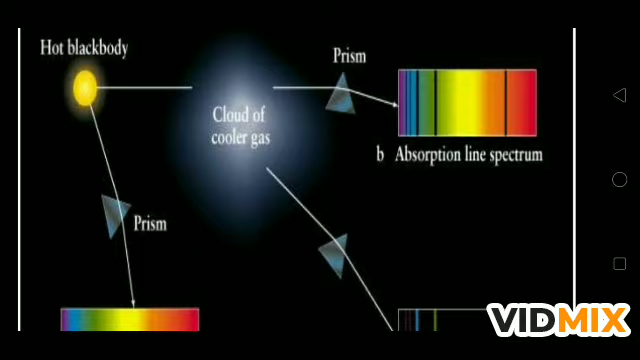 Hot blackbody
Prism
Cloud of
cooler gas
b Absorption line spectrum
Prism
VIDMIX